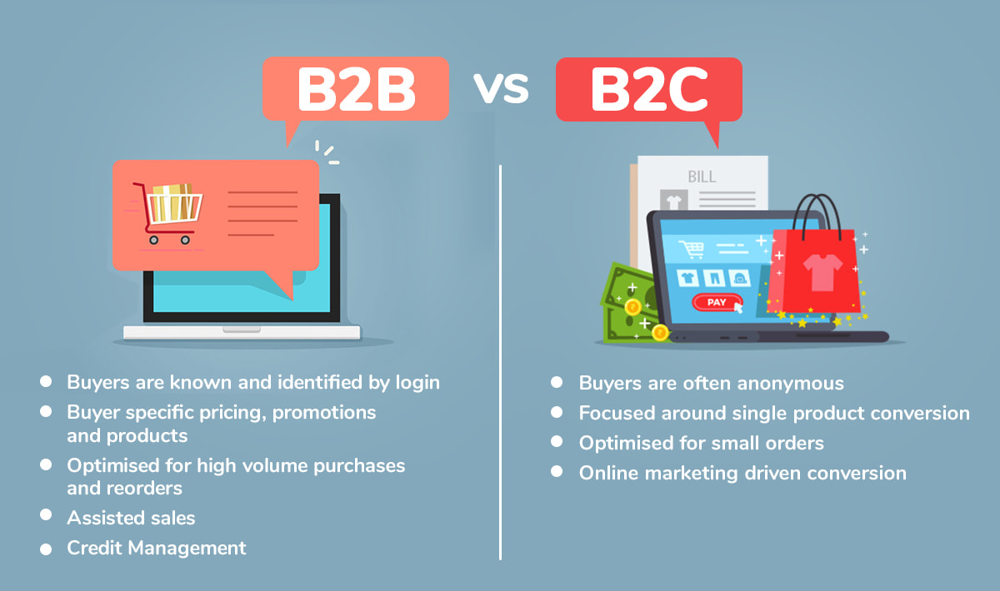 B2B vs B2C
BILL
PAY
Buyers are known and identified by login
Buyer specific pricing, promotions
and products
Optimised for high volume purchases
and reorders
Assisted sales
Credit Management
Buyers are often anonymous
Focused around single product conversion
Optimised for small orders
Online marketing driven conversion